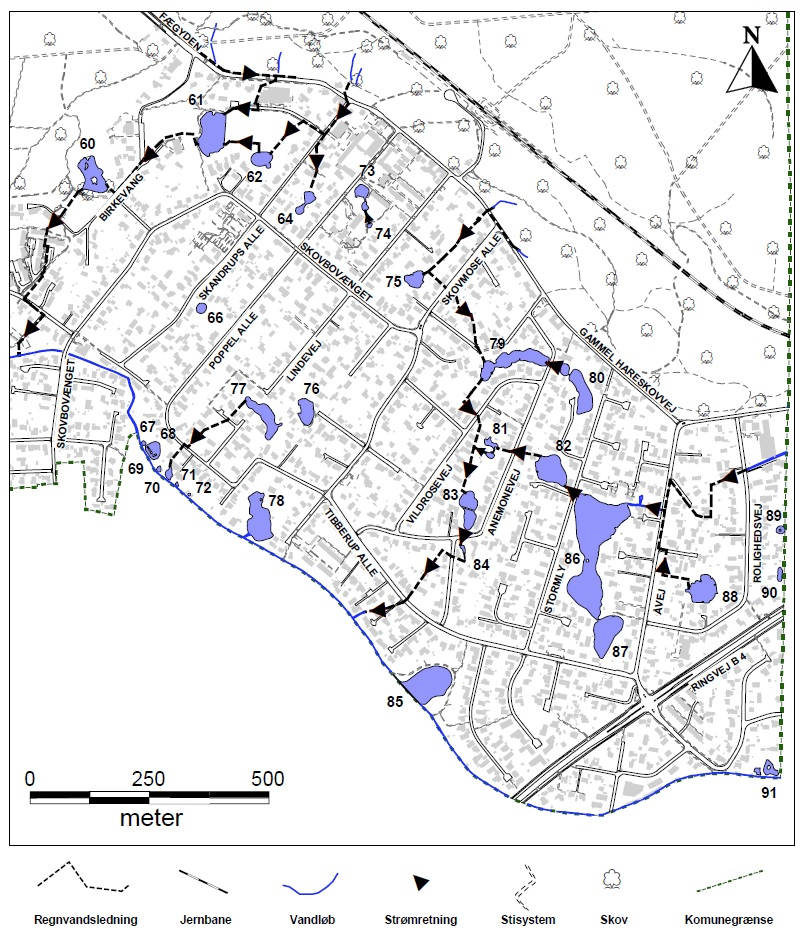 FÆGYDEN
N
61
60
62
73
BIRKEVANG
64
74
SKANDRUPS ALLE
SKOVBOVÆNGET
SKOVMOSE ALLE
75
66
POPPEL ALLE
LINDEVEJ
79
GAMMEL HARESKOVVEJ
80
SKOVBOVÆNGET
77
76
67
68
81
82
69
71
70
72
78
VILDROSEVEJ
83
ANEMONEVEJ
TIBBERUP ALLE
84
86
STORMLY
ÅVEJ
ROLIGHEDSVEJ
89
88
90
87
RINGVEJ B 4
85
91
0 250 500
meter
Regnvandsledning Jernbane Vandløb Strømretning Stisystem Skov Komunegrænse